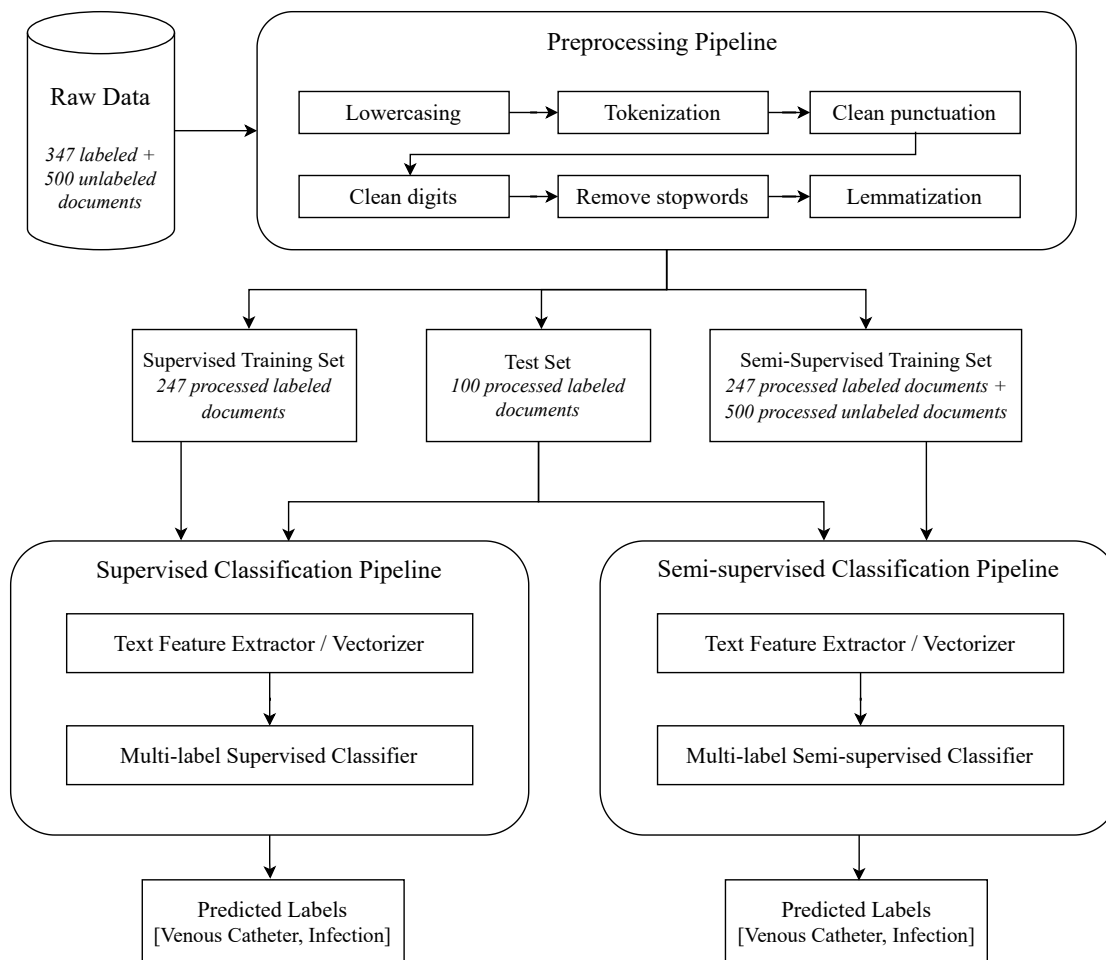 Raw Data
347 labeled +
500 unlabeled
documents
Preprocessing Pipeline
Lowercasing
Tokenization
Clean punctuation
Clean digits
Remove stopwords
Lemmatization
Supervised Training Set
247 processed labeled
documents
Test Set
100 processed labeled
documents
Semi-Supervised Training Set
247 processed labeled documents +
500 processed unlabeled documents
Supervised Classification Pipeline
Text Feature Extractor / Vectorizer
Multi-label Supervised Classifier
Semi-supervised Classification Pipeline
Text Feature Extractor / Vectorizer
Multi-label Semi-supervised Classifier
Predicted Labels
[Venous Catheter, Infection]
Predicted Labels
[Venous Catheter, Infection]